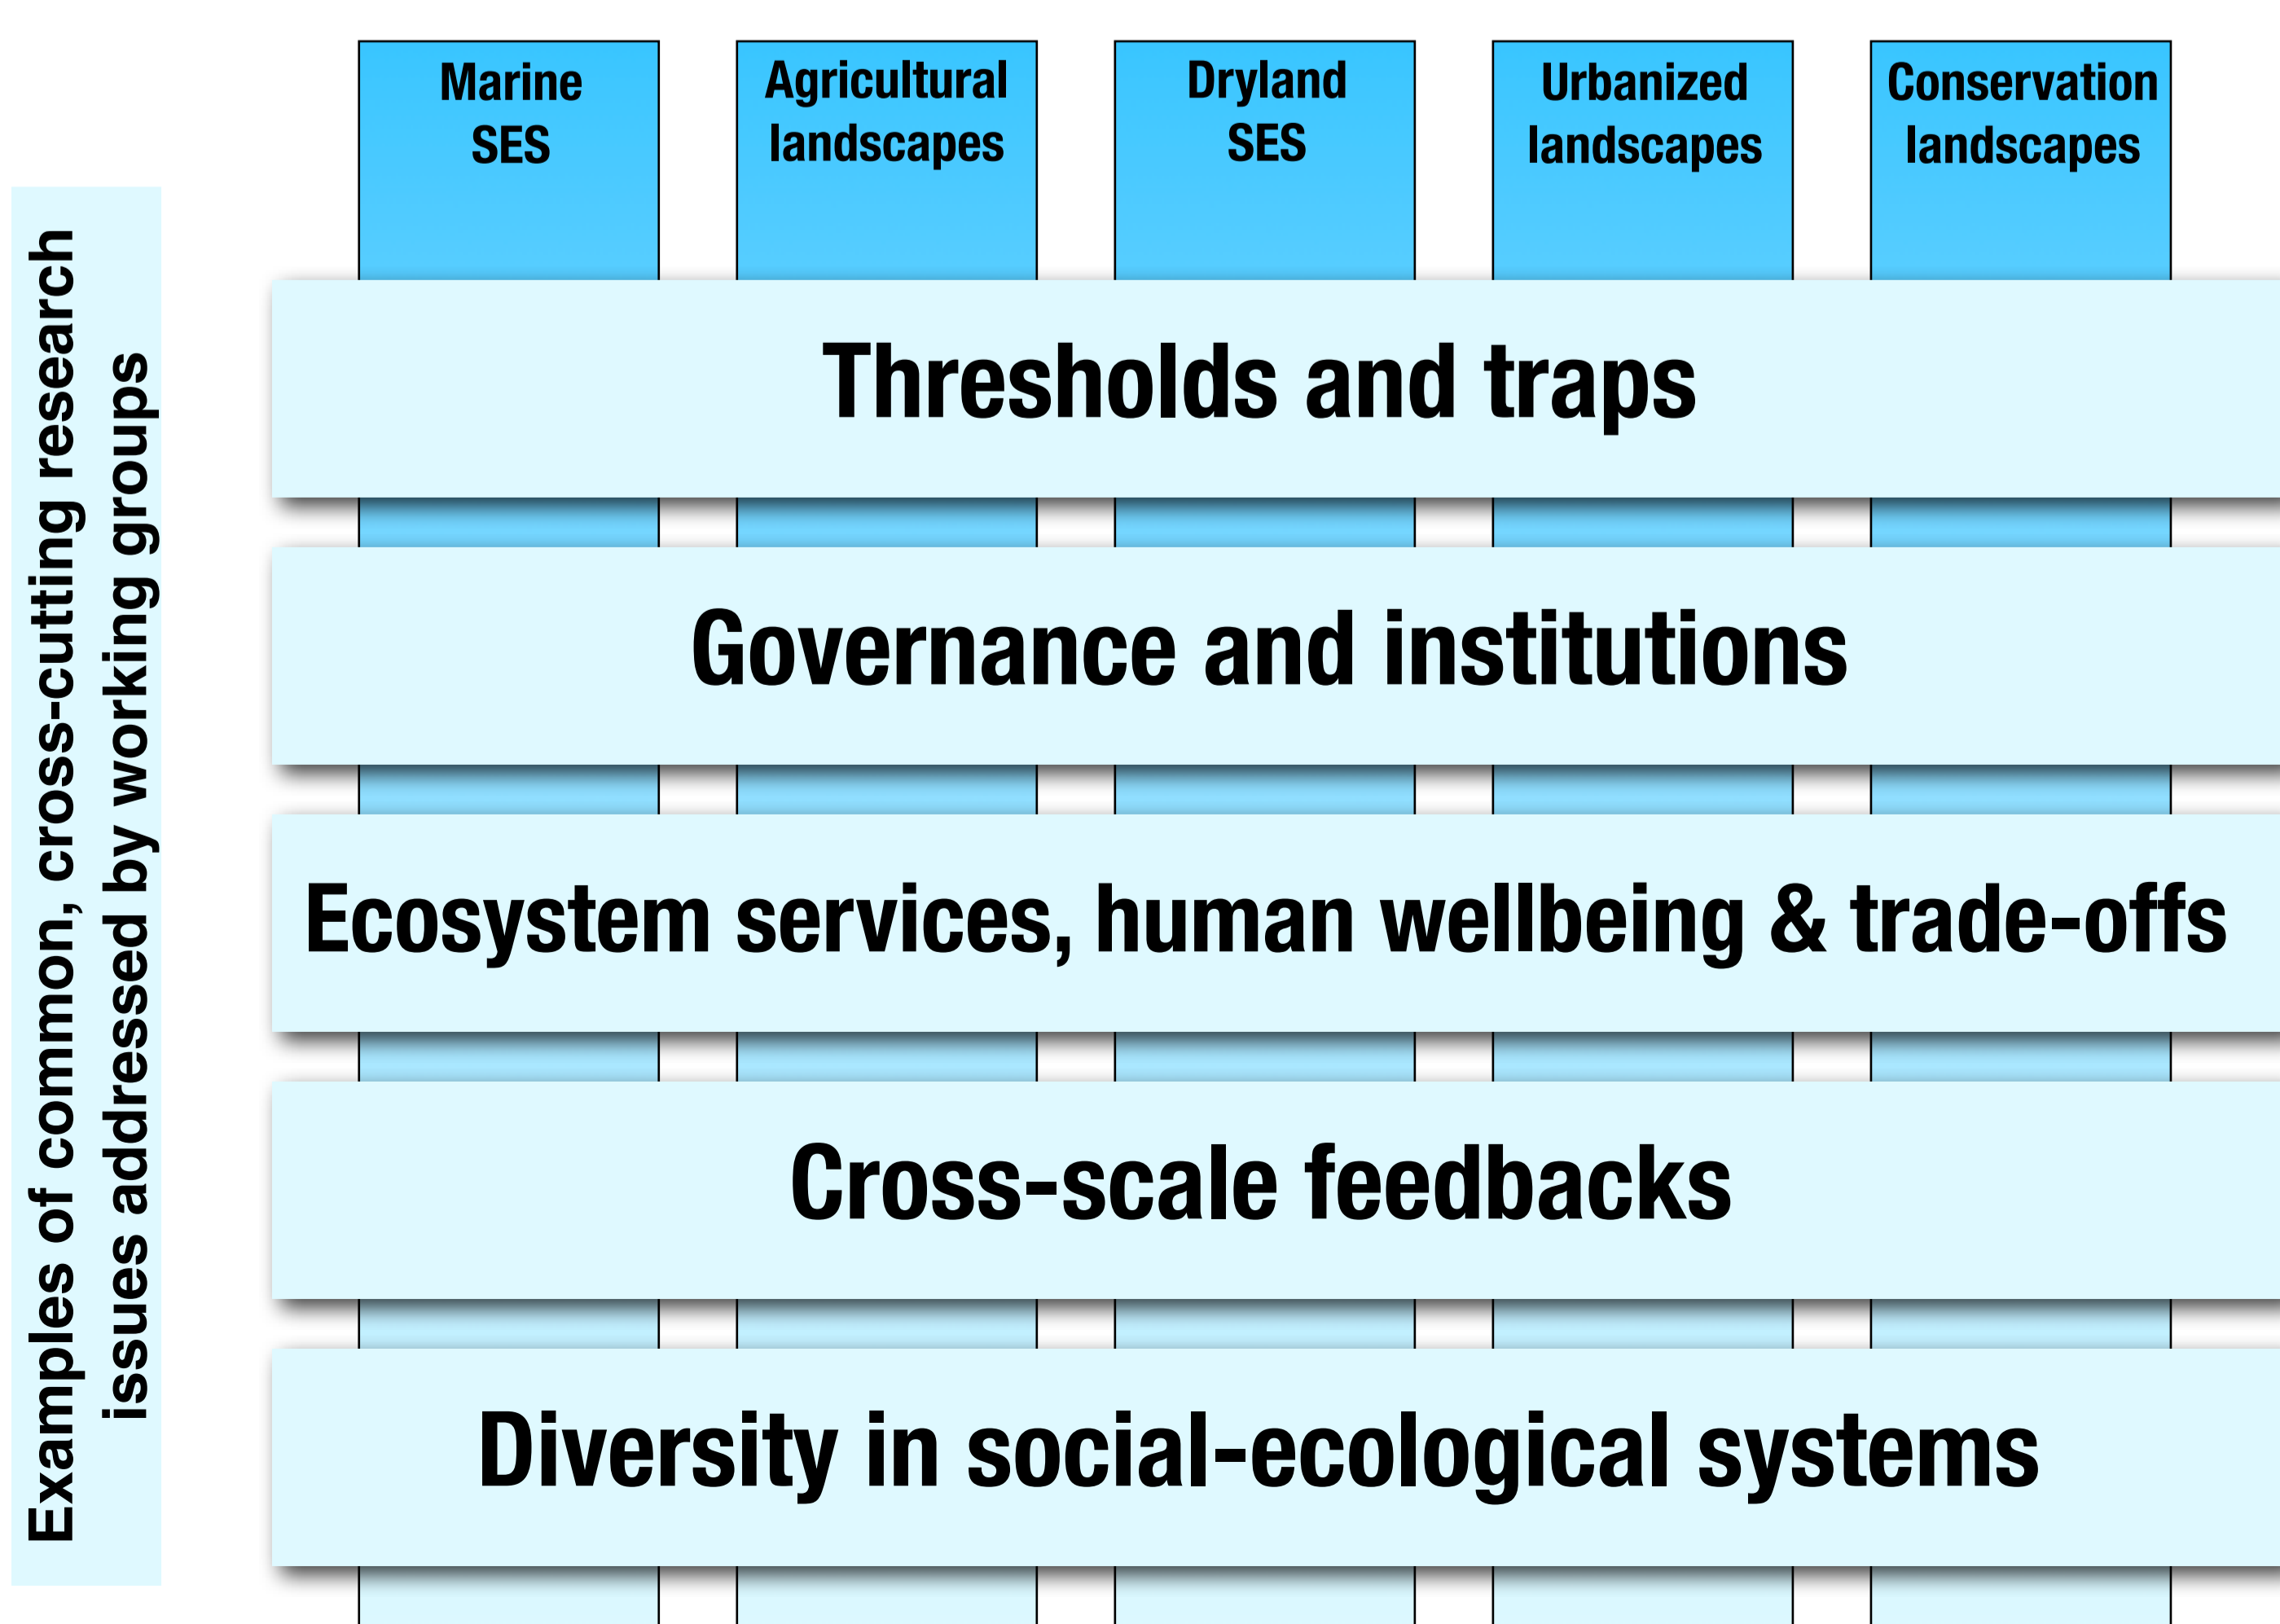 Marine
SES
Agricultural
landscapes
Dryland
SES
Urbanized
landscapes
Conservation
landscapes
Examples of common, cross-cutting research
issues addressed by working groups
Thresholds and traps
Governance and institutions
Ecosystem services, human wellbeing & trade-offs
Cross-scale feedbacks
Diversity in social-ecological systems